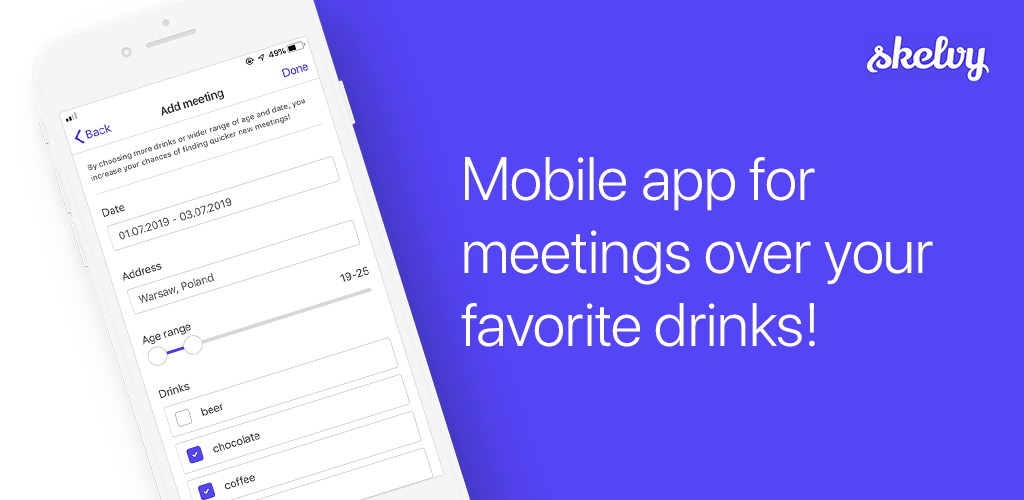 49%
Back
Add meeting
Done
By choosing more drinks or wider range of age and date, you
increase your chances of finding quicker new meetings!
Date
01.07.2019 - 03.07.2019
Address
Warsaw, Poland
Age range
19-25
Drinks
beer
chocolate
coffee
skelvy
Mobile app for
meetings over your
favorite drinks!